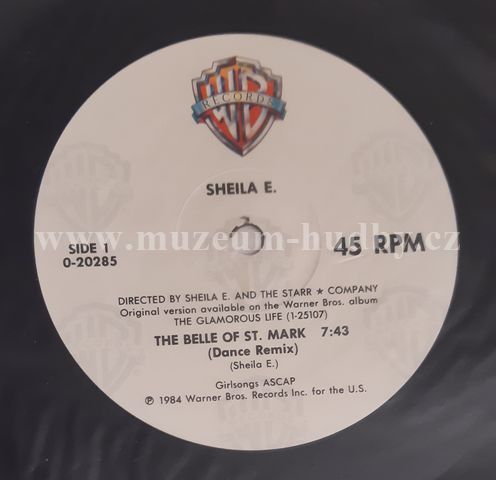 WB
RECORDS
SHEILA E.
www.muzeum-hudby.cz
SIDE 1
0-20285
45 RPM
DIRECTED BY SHEILA E. AND THE STARR ★ COMPANY
Original version available on the Warner Bros. album
THE GLAMOROUS LIFE (1-25107)
THE BELLE OF ST. MARK 7:43
(Dance Remix)
(Sheila E.)
Girlsongs ASCAP
℗ 1984 Warner Bros. Records Inc. for the U.S.